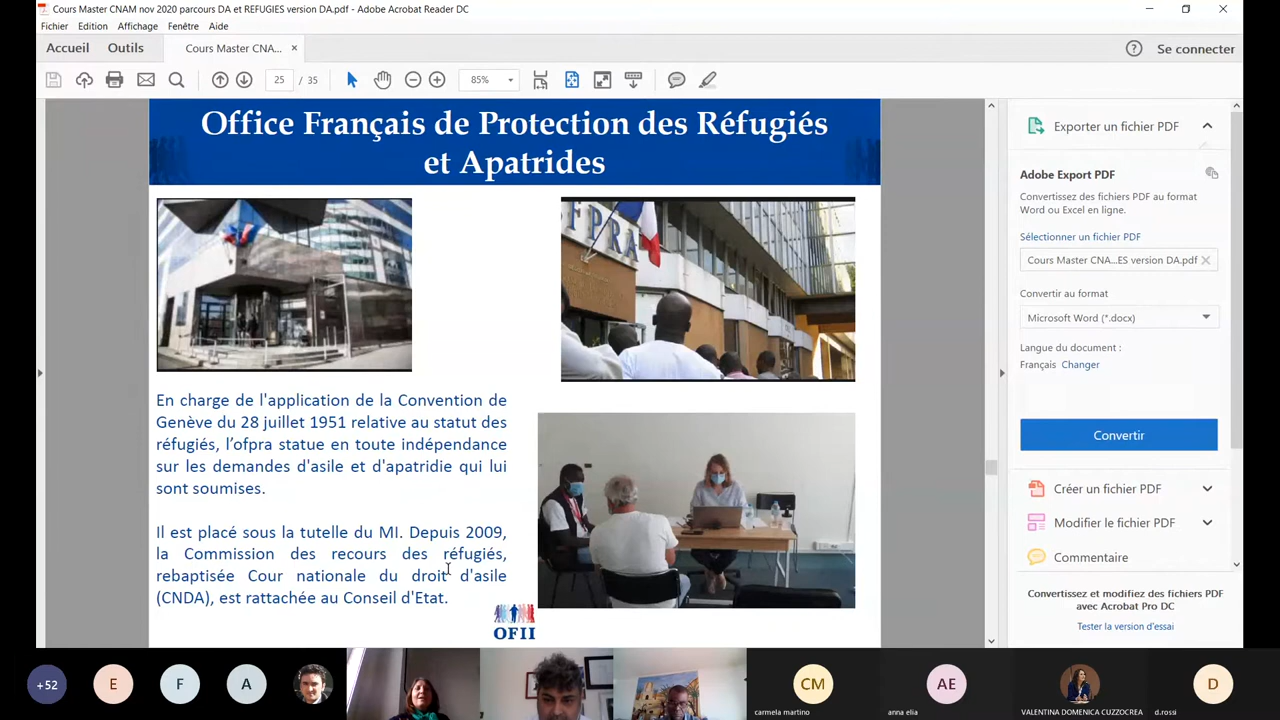 Cours Master CNAM nov 2020 parcours DA et REFUGIES version DA.pdf - Adobe Acrobat Reader DC
Fichier Edition Affichage Fenêtre Aide
Accueil Outils Cours Master CNA... × Se connecter
25 / 35 85%
Office Français de Protection des Réfugiés
et Apatrides
FPRA
En charge de l'application de la Convention de
Genève du 28 juillet 1951 relative au statut des
réfugiés, l’ofpra statue en toute indépendance
sur les demandes d'asile et d'apatridie qui lui
sont soumises.
Il est placé sous la tutelle du MI. Depuis 2009,
la Commission des recours des réfugiés,
rebaptisée Cour nationale du droit d'asile
(CNDA), est rattachée au Conseil d'Etat.
OFII
Exporter un fichier PDF
Adobe Export PDF
Convertissez des fichiers PDF au format
Word ou Excel en ligne.
Sélectionner un fichier PDF
Cours Master CNA...ES version DA.pdf ×
Convertir au format
Microsoft Word (*.docx)
Langue du document :
Français Changer
Convertir
Créer un fichier PDF
Modifier le fichier PDF
Commentaire
Convertissez et modifiez des fichiers PDF
avec Acrobat Pro DC
Tester la version d'essai
+52 E F A CM AE D
carmela martino anna elia VALENTINA DOMENICA CUZZOCREA d.rossi